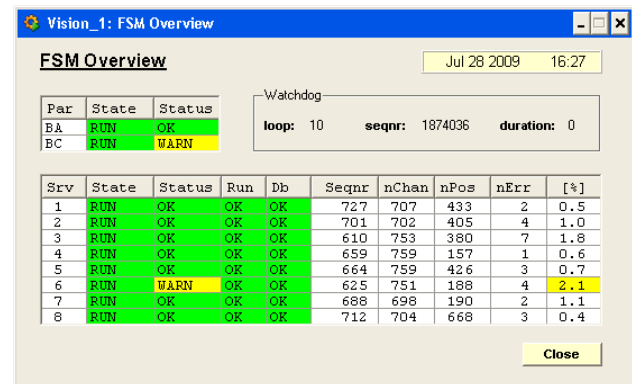 Vision_1: FSM Overview
FSM Overview
Jul 28 2009 16:27
Par State Status
BA RUN OK
BC RUN WARN
Watchdog
loop: 10 seqnr: 1874036 duration: 0
Srv State Status Run Db Seqnr nChan nPos nErr [%]
1 RUN OK OK OK 727 707 433 2 0.5
2 RUN OK OK OK 701 702 405 4 1.0
3 RUN OK OK OK 610 753 380 7 1.8
4 RUN OK OK OK 659 759 157 1 0.6
5 RUN OK OK OK 664 759 426 3 0.7
6 RUN WARN OK OK 625 751 188 4 2.1
7 RUN OK OK OK 688 698 190 2 1.1
8 RUN OK OK OK 712 704 668 3 0.4
Close